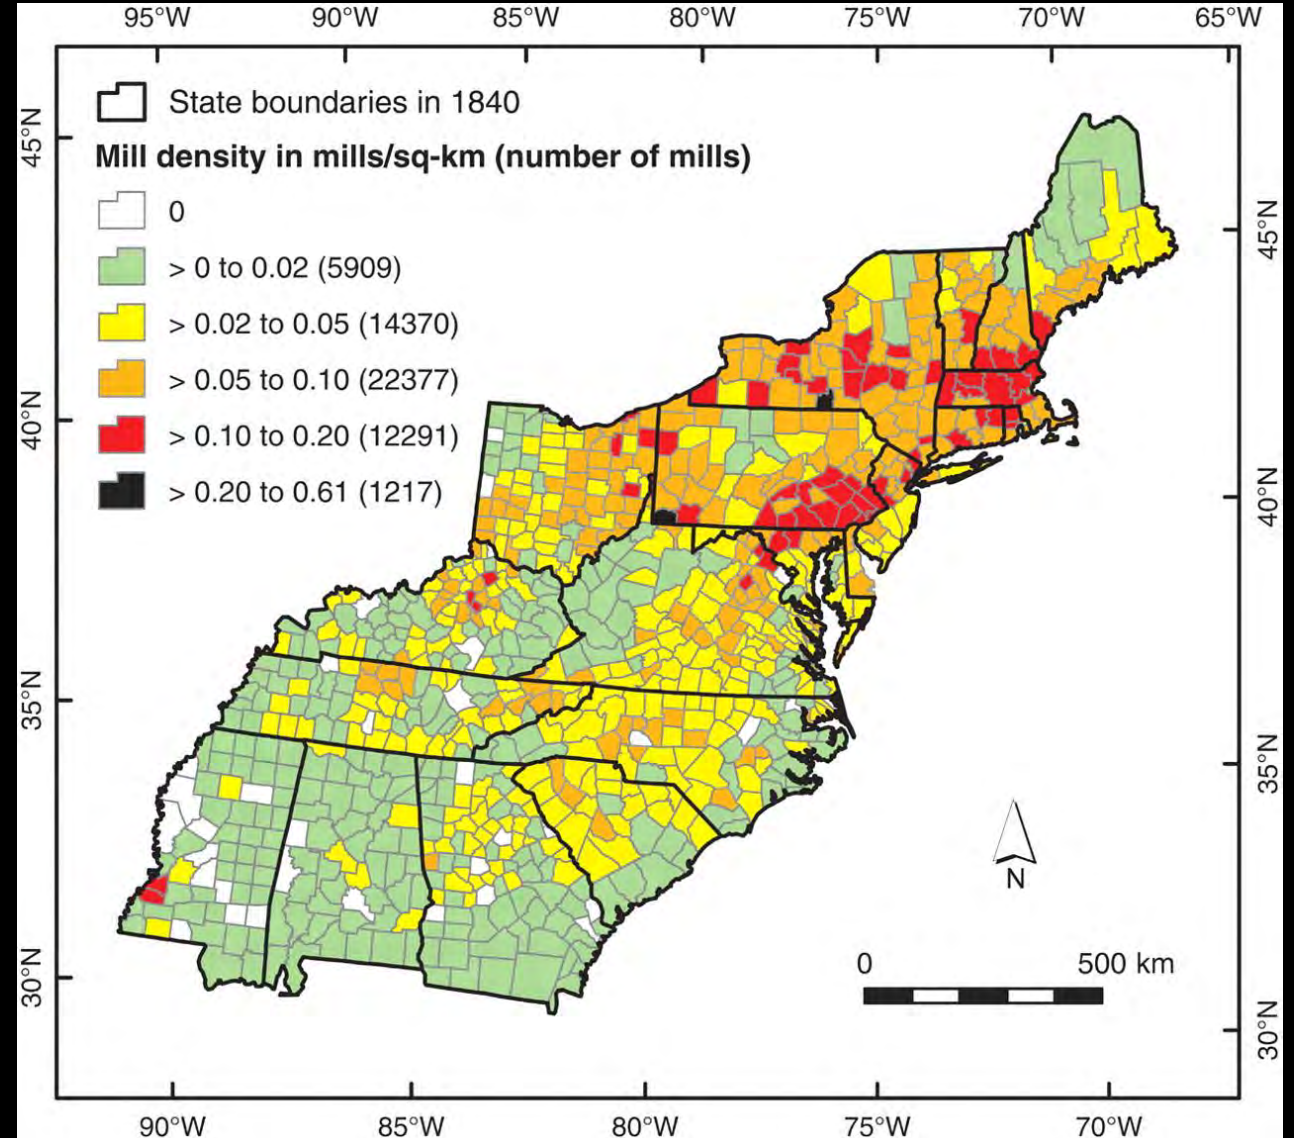 95°W 90°W 85°W 80°W 75°W 70°W 65°W
45°N
40°N
35°N
30°N
State boundaries in 1840
Mill density in mills/sq-km (number of mills)
0
> 0 to 0.02 (5909)
> 0.02 to 0.05 (14370)
> 0.05 to 0.10 (22377)
> 0.10 to 0.20 (12291)
> 0.20 to 0.61 (1217)
45°N
40°N
35°N
30°N
N
0 500 km
90°W 85°W 80°W 75°W 70°W